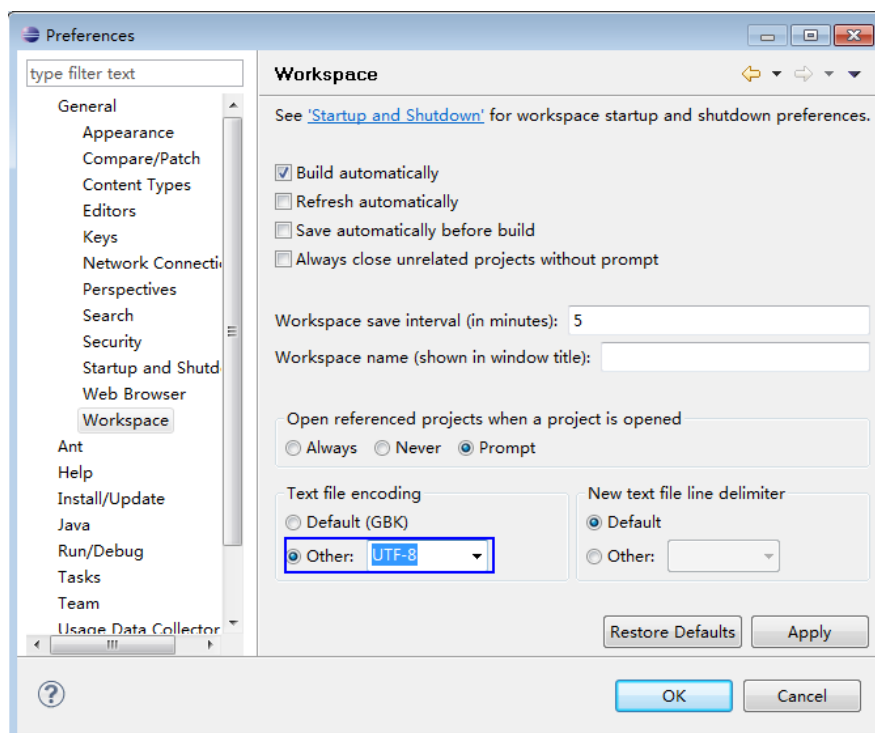 Preferences
type filter text
General
Appearance
Compare/Patch
Content Types
Editors
Keys
Network Connecti
Perspectives
Search
Security
Startup and Shutd
Web Browser
Workspace
Ant
Help
Install/Update
Java
Run/Debug
Tasks
Team
Usage Data Collector
Workspace
See 'Startup and Shutdown' for workspace startup and shutdown preferences.
Build automatically
Refresh automatically
Save automatically before build
Always close unrelated projects without prompt
Workspace save interval (in minutes): 5
Workspace name (shown in window title):
Open referenced projects when a project is opened
Always Never Prompt
Text file encoding
Default (GBK)
Other: UTF-8
New text file line delimiter
Default
Other:
Restore Defaults Apply
OK Cancel